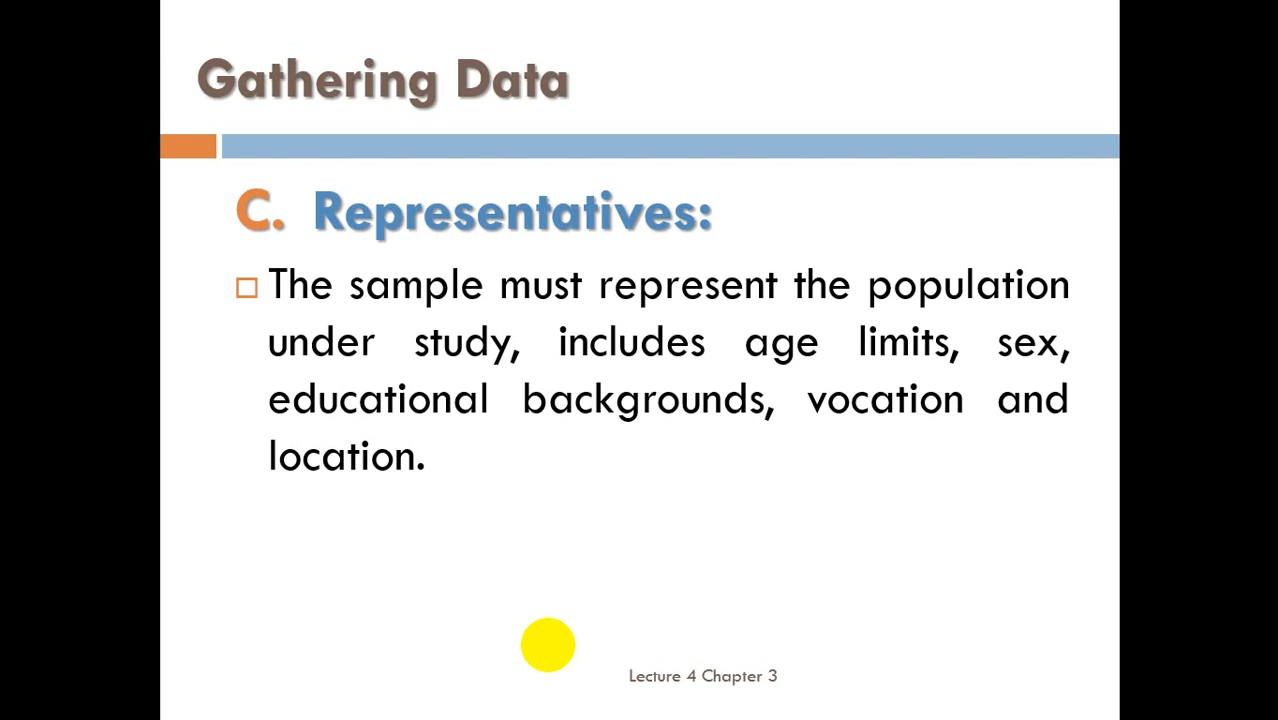 Gathering Data
C. Representatives:
The sample must represent the population
under study, includes age limits, sex,
educational backgrounds, vocation and
location.
Lecture 4 Chapter 3